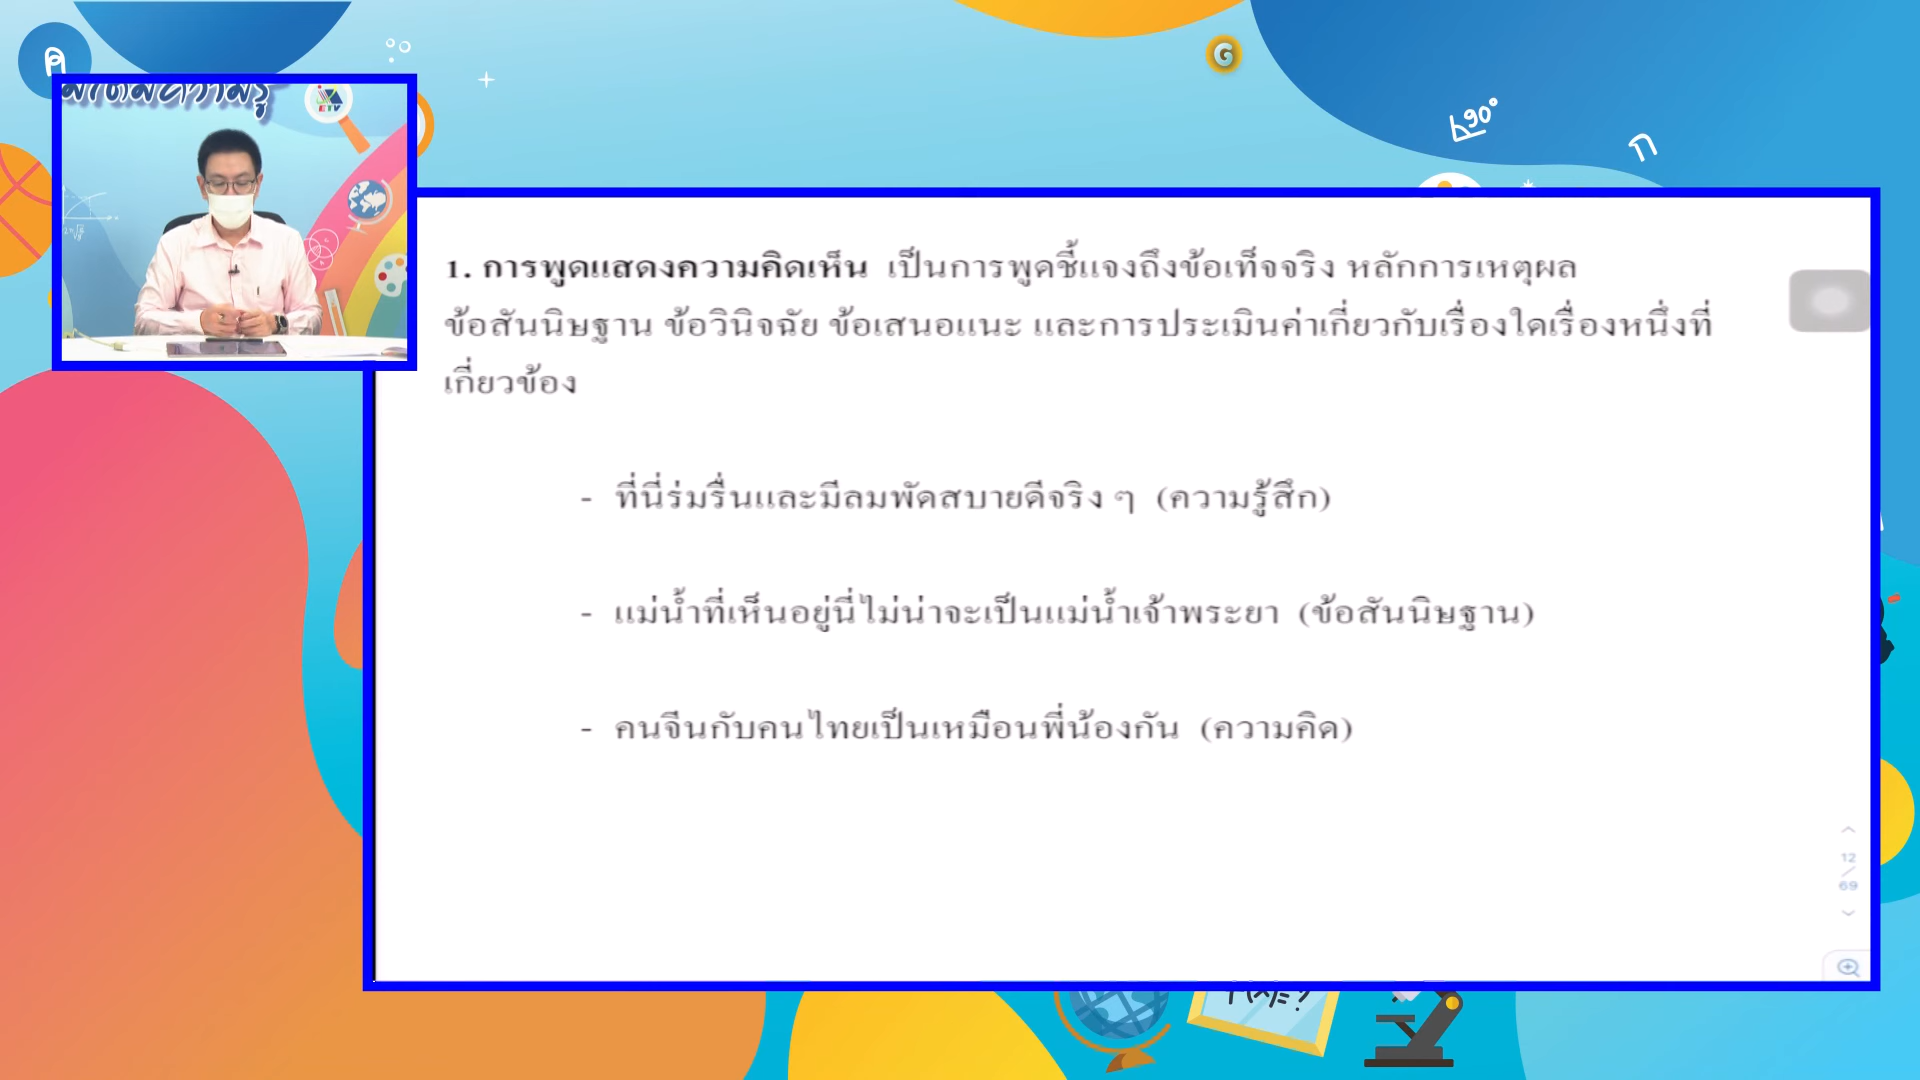 ค
ETV
G
90°
ก
1. การพูดแสดงความคิดเห็น เป็นการพูดชี้แจงถึงข้อเท็จจริง หลักการเหตุผล
ข้อสันนิษฐาน ข้อวินิจฉัย ข้อเสนอแนะ และการประเมินค่าเกี่ยวกับเรื่องใดเรื่องหนึ่งที่
เกี่ยวข้อง
- ที่นี่ร่มรื่นและมีลมพัดสบายดีจริง ๆ (ความรู้สึก)
- แม่น้ำที่เห็นอยู่นี่ไม่น่าจะเป็นแม่น้ำเจ้าพระยา (ข้อสันนิษฐาน)
- คนจีนกับคนไทยเป็นเหมือนพี่น้องกัน (ความคิด)
12
69